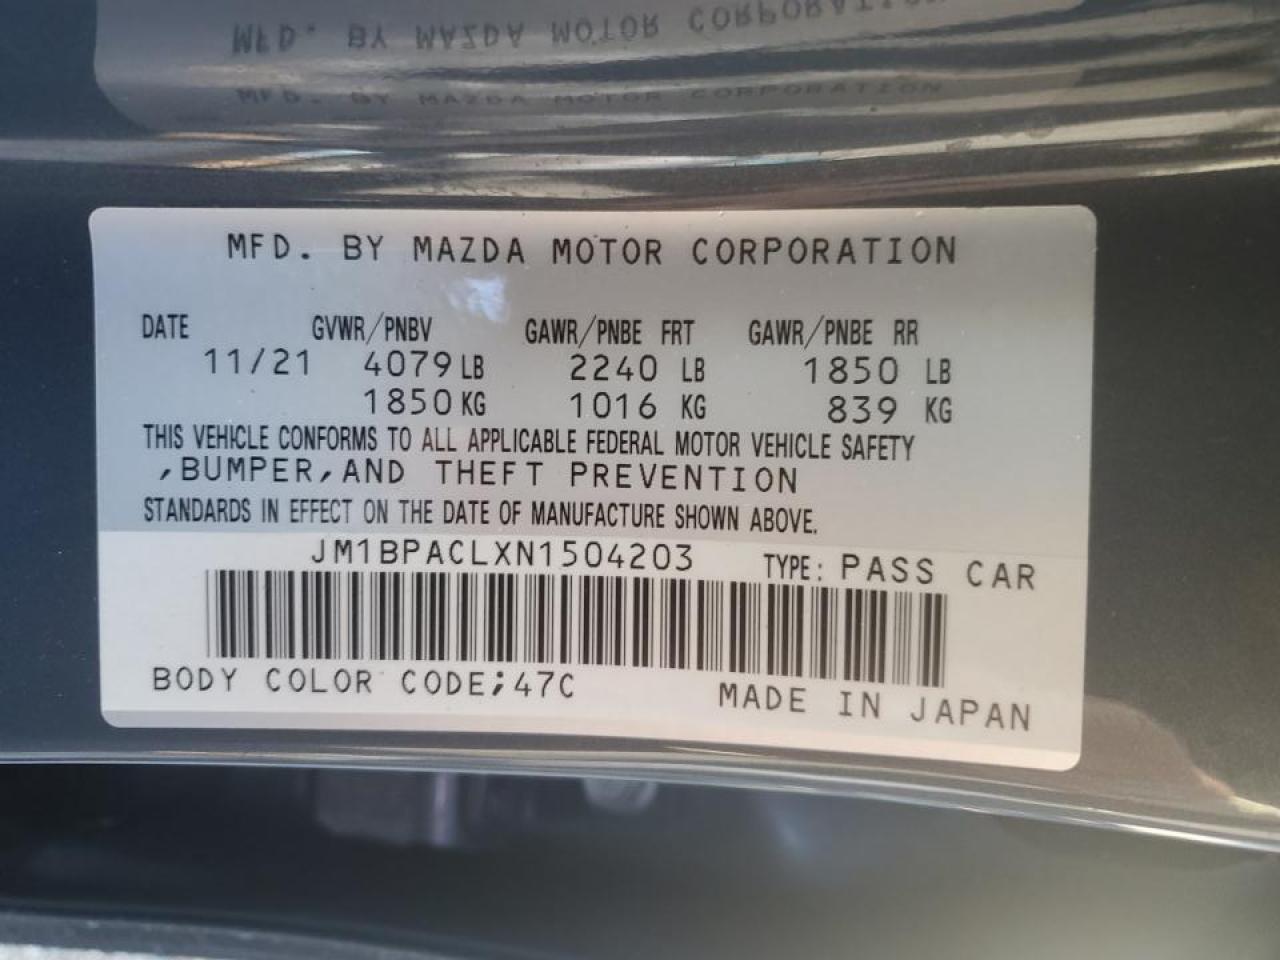 MFD. BY MAZDA MOTOR CORPORATION
MFD. BY MAZDA MOTOR CORPORATION
MFD. BY MAZDA MOTOR CORPORATION
DATE GVWR/PNBV GAWR/PNBE FRT GAWR/PNBE RR
11/21 4079 LB 2240 LB 1850 LB
1850 KG 1016 KG 839 KG
THIS VEHICLE CONFORMS TO ALL APPLICABLE FEDERAL MOTOR VEHICLE SAFETY
,BUMPER,AND THEFT PREVENTION
STANDARDS IN EFFECT ON THE DATE OF MANUFACTURE SHOWN ABOVE.
JM1BPACLXN1504203 TYPE: PASS CAR
BODY COLOR CODE;47C MADE IN JAPAN